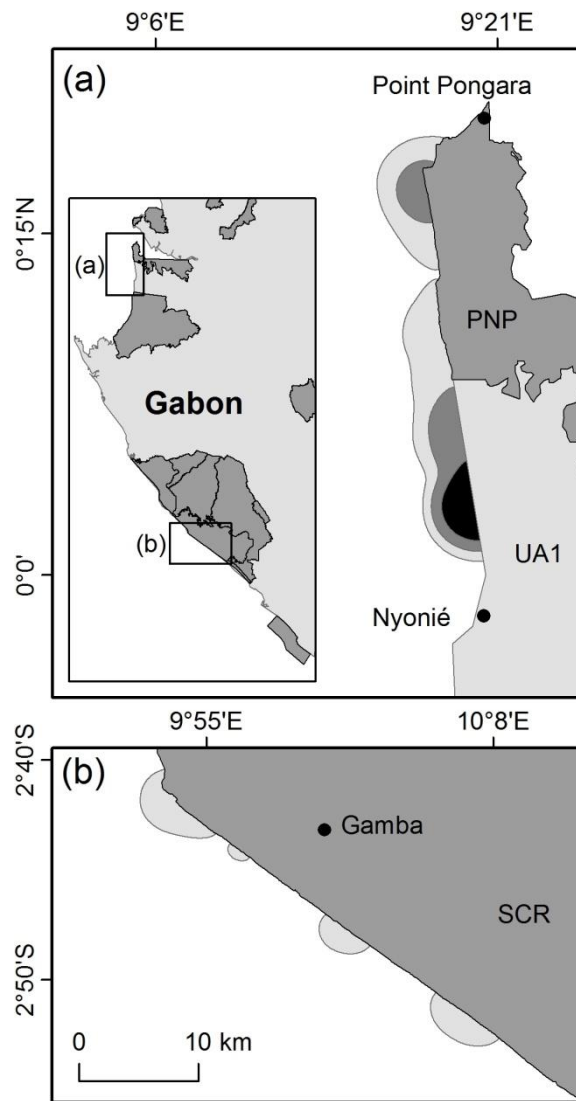 9°6'E
9°21'E
(a)
Point Pongara
0°15'N
(a)
PNP
Gabon
(b)
UA1
0°0'
Nyonié
9°55'E
10°8'E
2°40'S
(b)
Gamba
SCR
2°50'S
0
10 km